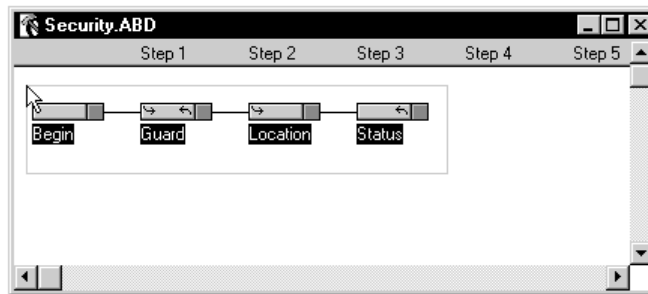 Security.ABD
Step 1 Step 2 Step 3 Step 4 Step 5
Begin Guard Location Status